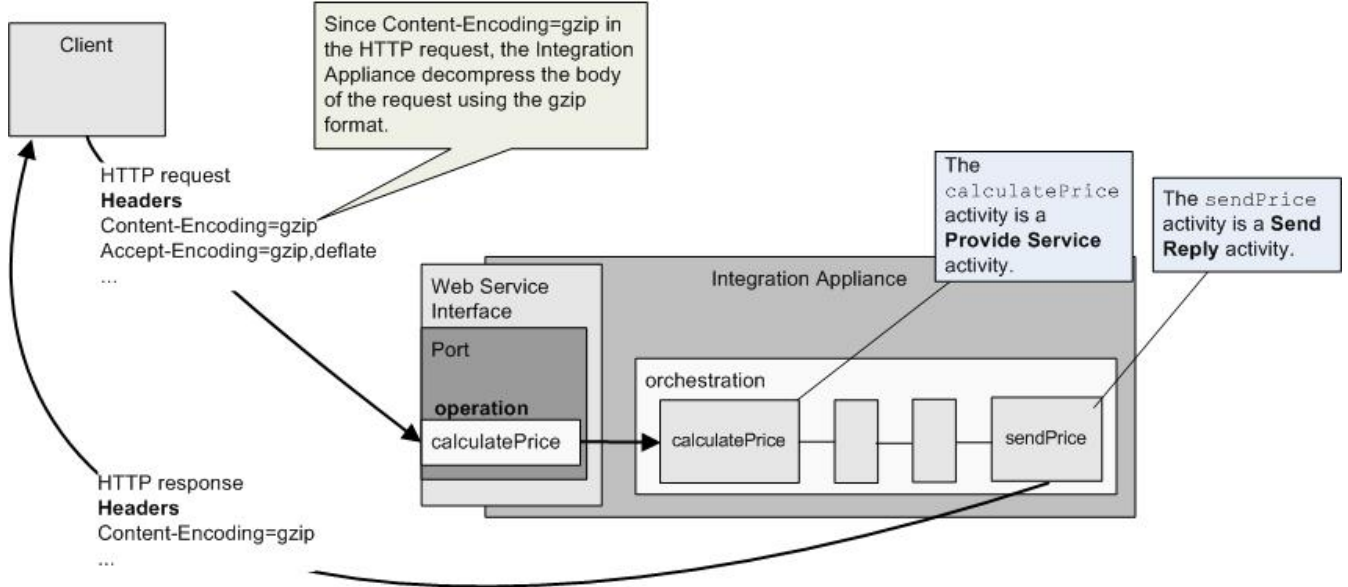 Client
Since Content-Encoding=gzip in
the HTTP request, the Integration
Appliance decompress the body
of the request using the gzip
format.
HTTP request
Headers
Content-Encoding=gzip
Accept-Encoding=gzip,deflate
...
The
calculatePrice
activity is a
Provide Service
activity.
The sendPrice
activity is a Send
Reply activity.
Web Service
Interface
Integration Appliance
Port
operation
calculatePrice
orchestration
calculatePrice
sendPrice
HTTP response
Headers
Content-Encoding=gzip
...